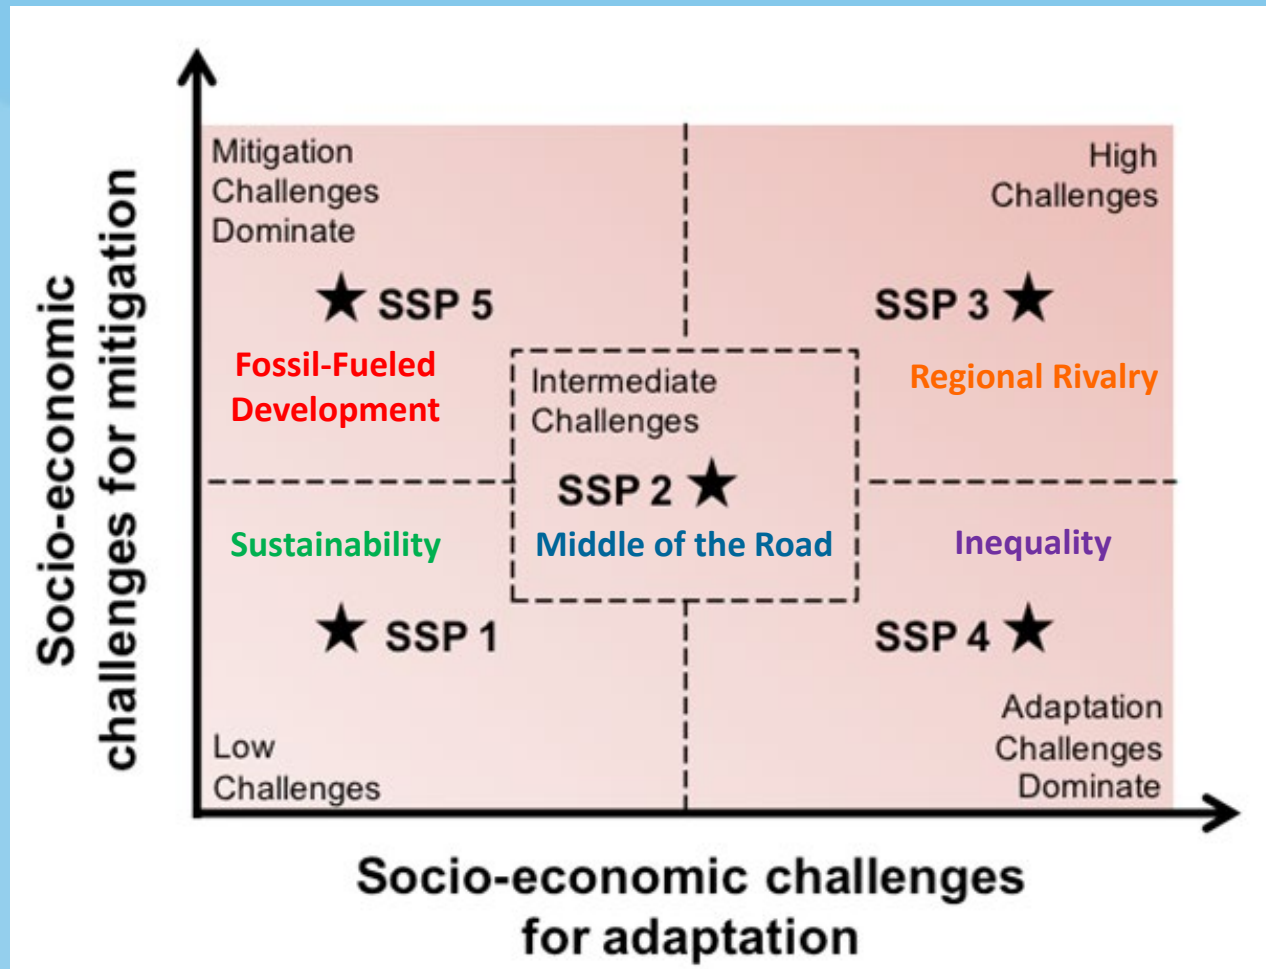 Socio-economic
challenges for mitigation
Mitigation
Challenges
Dominate
High
Challenges
SSP 5
SSP 3
Fossil-Fueled
Development
Regional Rivalry
Intermediate
Challenges
SSP 2
Middle of the Road
Sustainability
Inequality
SSP 1
SSP 4
Low
Challenges
Adaptation
Challenges
Dominate
Socio-economic challenges
for adaptation